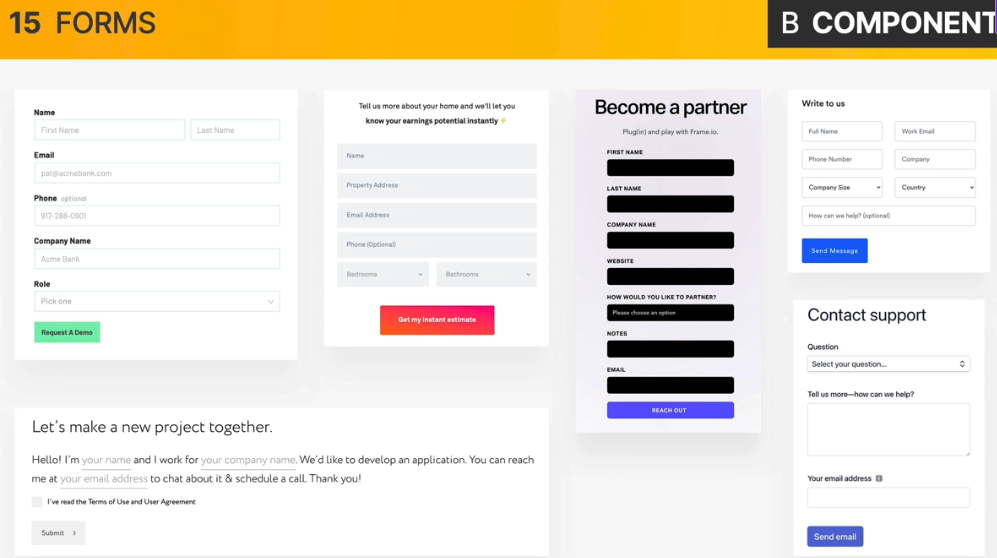 15 FORMS
B COMPONENT
Name
First Name
Last Name
Email
pat@acmebank.com
Phone optional
917-286-0901
Company Name
Acme Bank
Role
Pick one
Request A Demo
Tell us more about your home and we'll let you
know your earnings potential instantly ⚡
Name
Property Address
Email Address
Phone (Optional)
Bedrooms
Bathrooms
Get my instant estimate
Become a partner
Plug(in) and play with Frame.io.
FIRST NAME
LAST NAME
COMPANY NAME
WEBSITE
HOW WOULD YOU LIKE TO PARTNER?
Please choose an option
NOTES
EMAIL
REACH OUT
Write to us
Full Name
Work Email
Phone Number
Company
Company Size
Country
How can we help? (optional)
Send Message
Contact support
Question
Select your question...
Tell us more—how can we help?
Your email address
Send email
Let's make a new project together.
Hello! I'm your name and I work for your company name. We'd like to develop an application. You can reach
me at your email address to chat about it & schedule a call. Thank you!
I've read the Terms of Use and User Agreement
Submit >